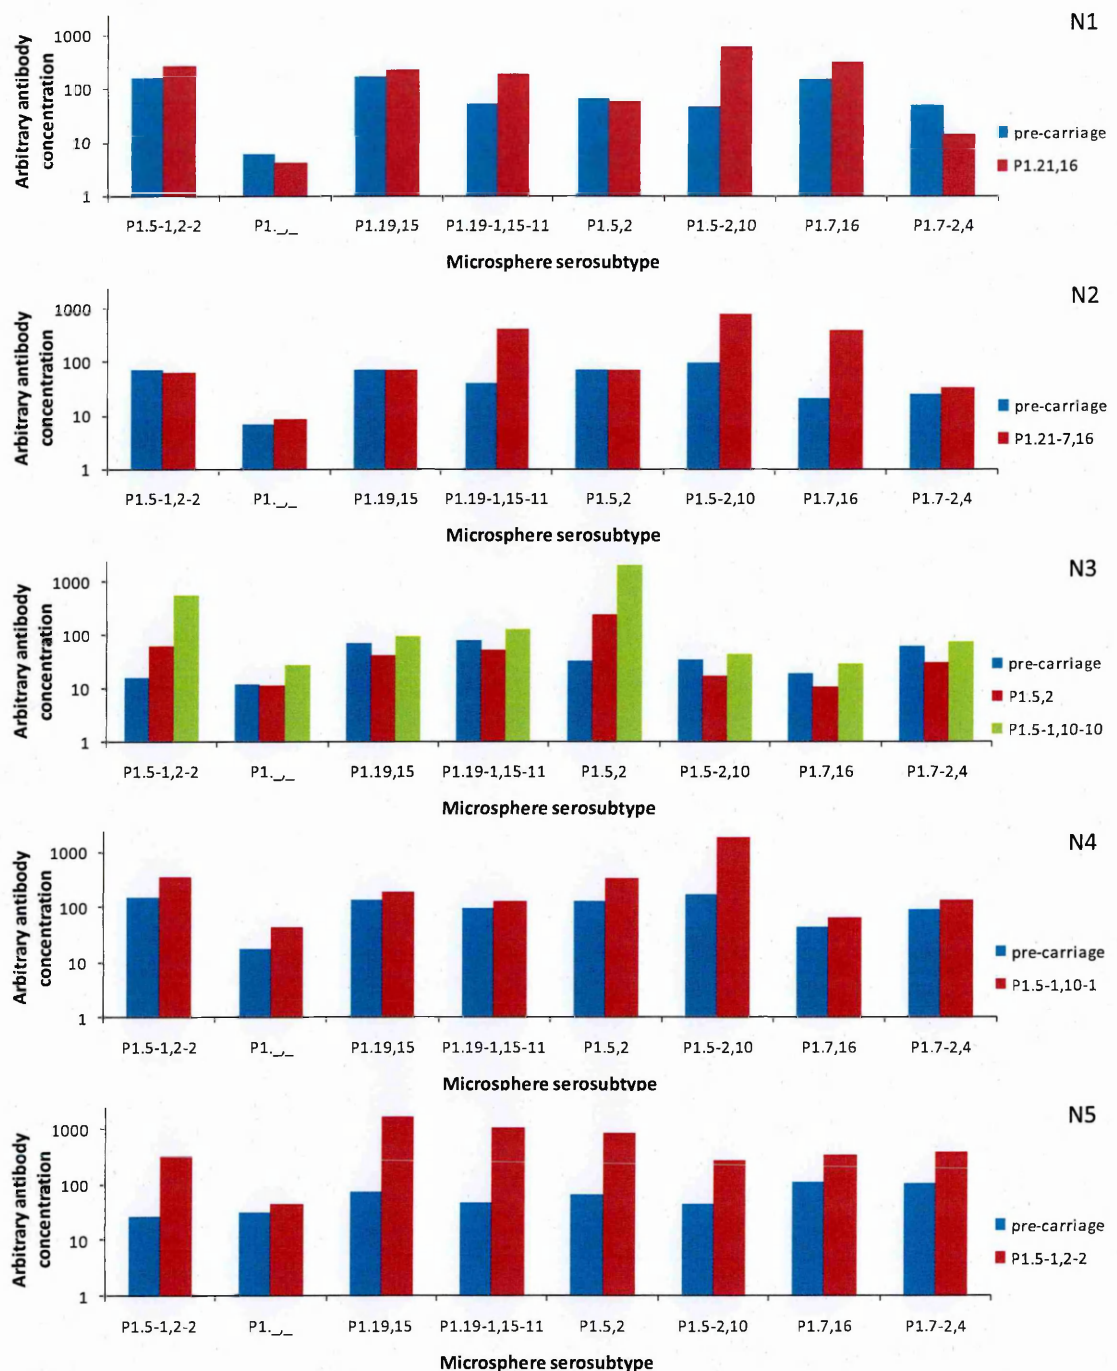 N1
Arbitrary antibody concentration
1000
100
10
1
pre-carriage
P1.21,16
P1.5-1,2-2 P1._,_ P1.19,15 P1.19-1,15-11 P1.5,2 P1.5-2,10 P1.7,16 P1.7-2,4
Microsphere serosubtype
N2
Arbitrary antibody concentration
1000
100
10
1
pre-carriage
P1.21-7,16
P1.5-1,2-2 P1._,_ P1.19,15 P1.19-1,15-11 P1.5,2 P1.5-2,10 P1.7,16 P1.7-2,4
Microsphere serosubtype
N3
Arbitrary antibody concentration
1000
100
10
1
pre-carriage
P1.5,2
P1.5-1,10-10
P1.5-1,2-2 P1._,_ P1.19,15 P1.19-1,15-11 P1.5,2 P1.5-2,10 P1.7,16 P1.7-2,4
Microsphere serosubtype
N4
Arbitrary antibody concentration
1000
100
10
1
pre-carriage
P1.5-1,10-1
P1.5-1,2-2 P1._,_ P1.19,15 P1.19-1,15-11 P1.5,2 P1.5-2,10 P1.7,16 P1.7-2,4
Microsphere serosubtype
N5
Arbitrary antibody concentration
1000
100
10
1
pre-carriage
P1.5-1,2-2
P1.5-1,2-2 P1._,_ P1.19,15 P1.19-1,15-11 P1.5,2 P1.5-2,10 P1.7,16 P1.7-2,4
Microsphere serosubtype